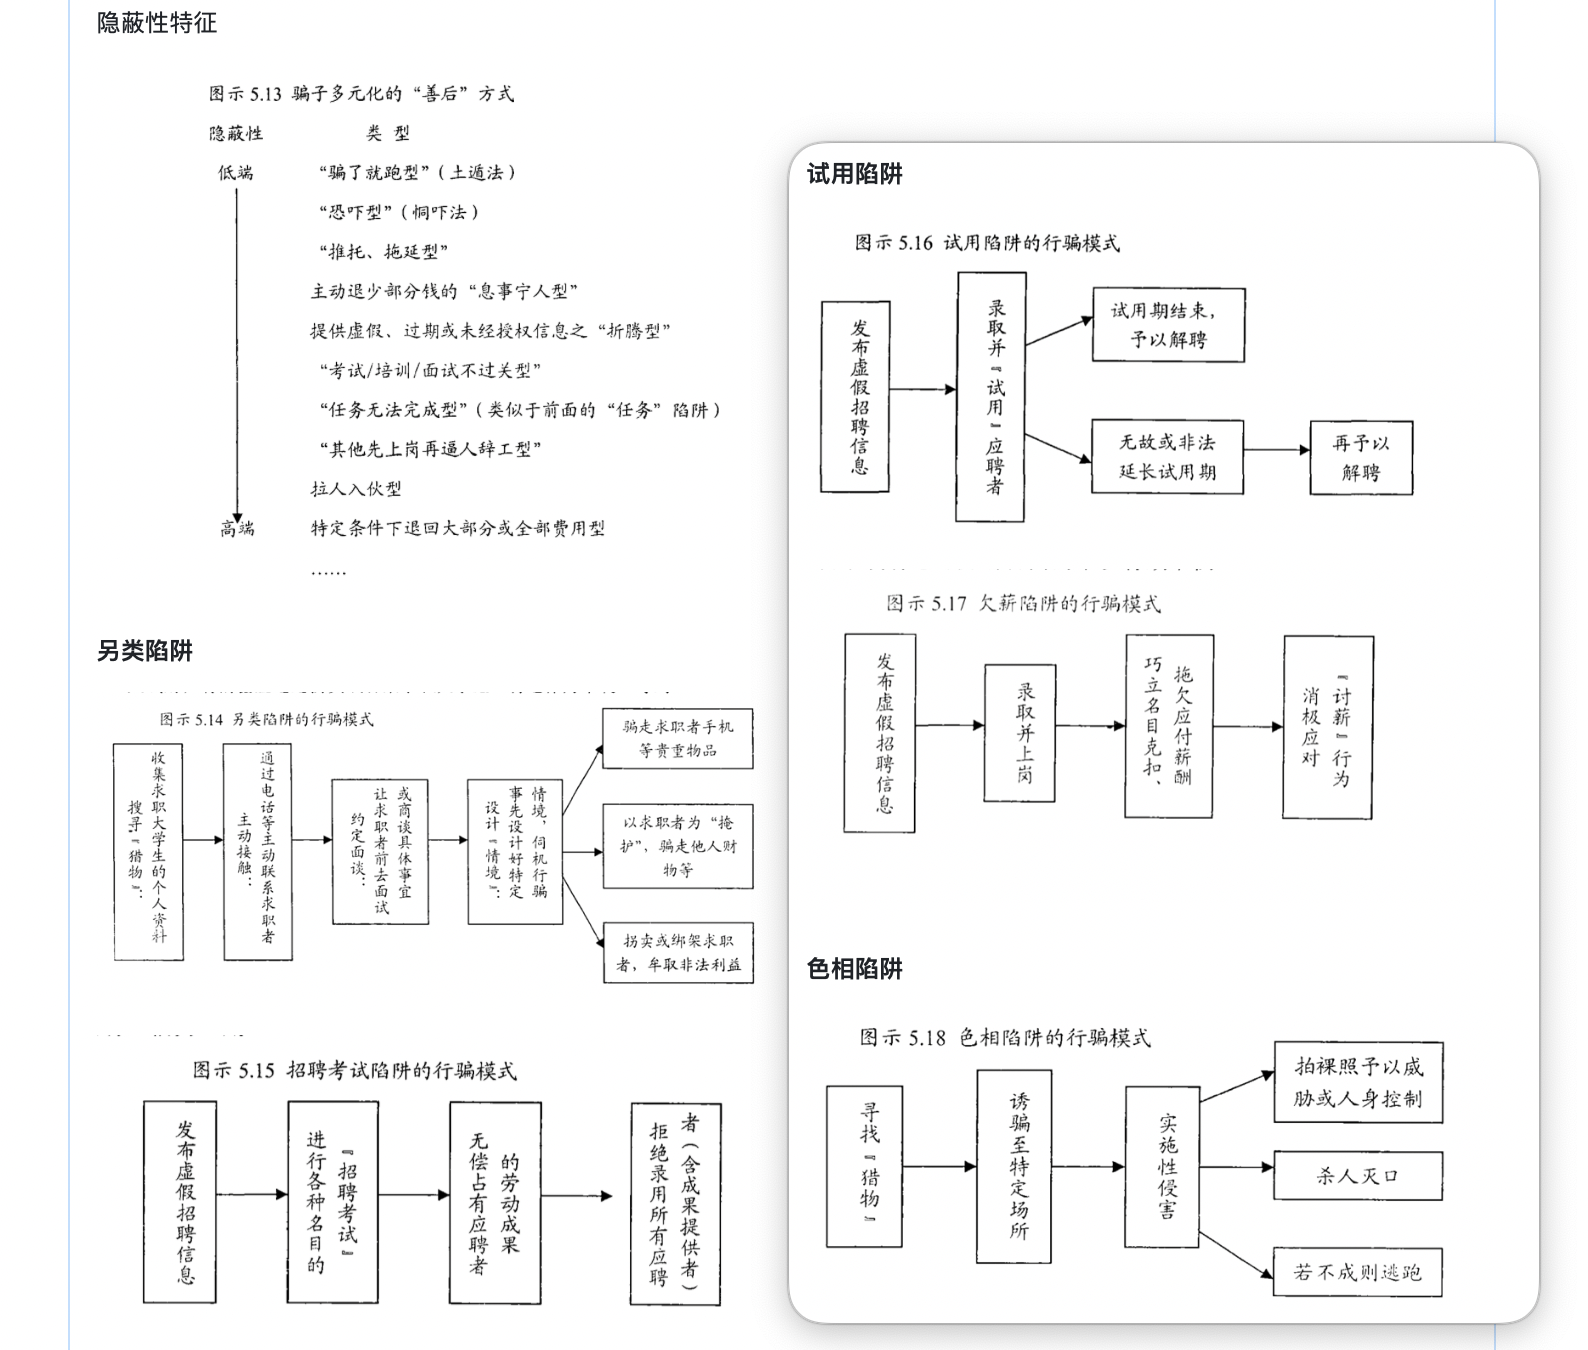 隐蔽性特征
图示 5.13 骗子多元化的“善后”方式
隐蔽性 类 型
低端 “骗了就跑型”（土遁法）
“恐吓型”（恫吓法）
“推托、拖延型”
主动退少部分钱的“息事宁人型”
提供虚假、过期或未经授权信息之“折腾型”
“考试/培训/面试不过关型”
“任务无法完成型”（类似于前面的“任务”陷阱）
“其他先上岗再逼人辞工型”
拉人入伙型
高端 特定条件下退回大部分或全部费用型
……
另类陷阱
图示 5.14 另类陷阱的行骗模式
搜寻『猎物』：
收集求职大学生的个人资料
主动接触：
通过电话等主动联系求职者
约定面谈：
让求职者前去面试
或商谈具体事宜
设计『情境』：
事先设计好特定
情境，伺机行骗
骗走求职者手机
等贵重物品
以求职者为“掩
护”，骗走他人财
物等
拐卖或绑架求职
者，牟取非法利益
图示 5.15 招聘考试陷阱的行骗模式
发布虚假招聘信息
进行各种名目的
『招聘考试』
无偿占有应聘者
的劳动成果
拒绝录用所有应聘
者（含成果提供者）
试用陷阱
图示 5.16 试用陷阱的行骗模式
发布虚假招聘信息
录取并『试用』应聘者
试用期结束，
予以解聘
无故或非法
延长试用期
再予以
解聘
图示 5.17 欠薪陷阱的行骗模式
发布虚假招聘信息
录取并上岗
巧立名目克扣、
拖欠应付薪酬
消极应对
『讨薪』行为
色相陷阱
图示 5.18 色相陷阱的行骗模式
寻找『猎物』
诱骗至特定场所
实施性侵害
拍裸照予以威
胁或人身控制
杀人灭口
若不成则逃跑